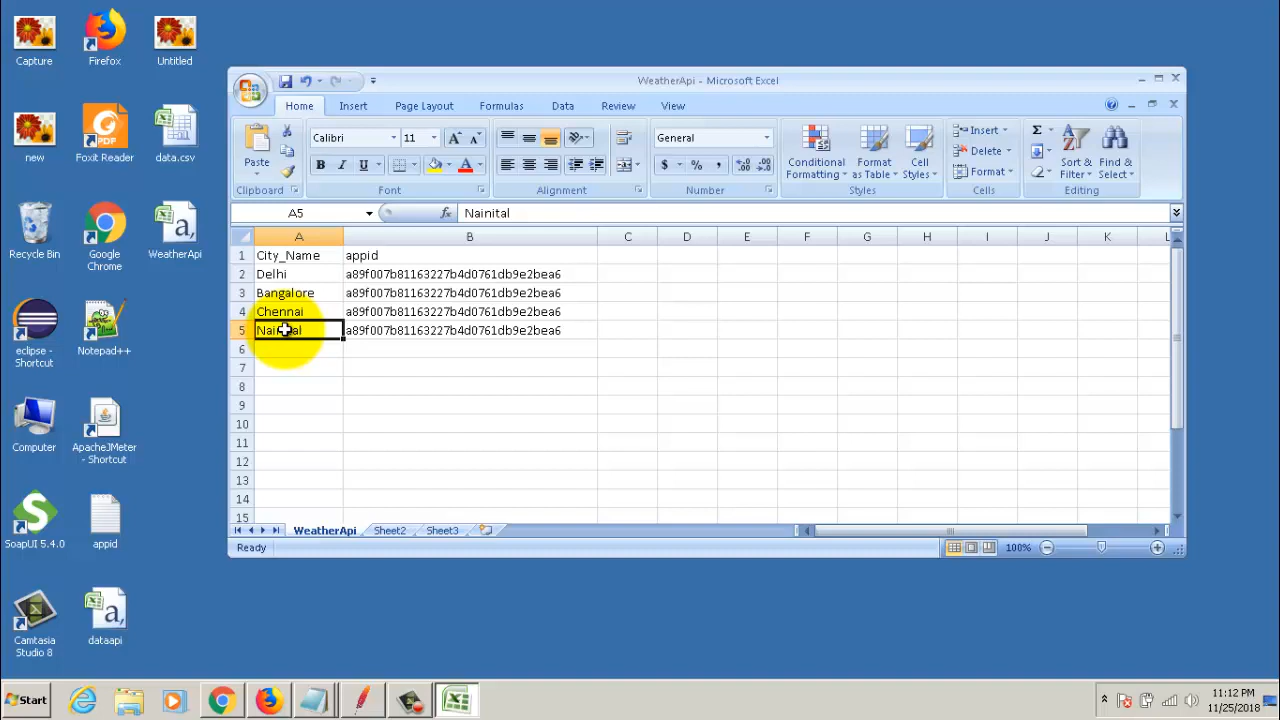 Capture
Firefox
Untitled
new
Foxit Reader
data.csv
Recycle Bin
Google
Chrome
WeatherApi
eclipse -
Shortcut
Notepad++
Computer
ApacheJMeter
- Shortcut
SoapUI 5.4.0
appid
Camtasia
Studio 8
dataapi
WeatherApi - Microsoft Excel
Home Insert Page Layout Formulas Data Review View
Paste
Calibri 11
B I U
General
$ % ,
Conditional
Formatting
Format
as Table
Cell
Styles
Insert
Delete
Format
Σ
Sort &
Filter
Find &
Select
Clipboard Font Alignment Number Styles Cells Editing
A5 fx Nainital
A B C D E F G H I J K L
1 City_Name appid
2 Delhi a89f007b81163227b4d0761db9e2bea6
3 Bangalore a89f007b81163227b4d0761db9e2bea6
4 Chennai a89f007b81163227b4d0761db9e2bea6
5 Nainital a89f007b81163227b4d0761db9e2bea6
6
7
8
9
10
11
12
13
14
15
WeatherApi Sheet2 Sheet3
Ready 100%
Start
11:12 PM
11/25/2018